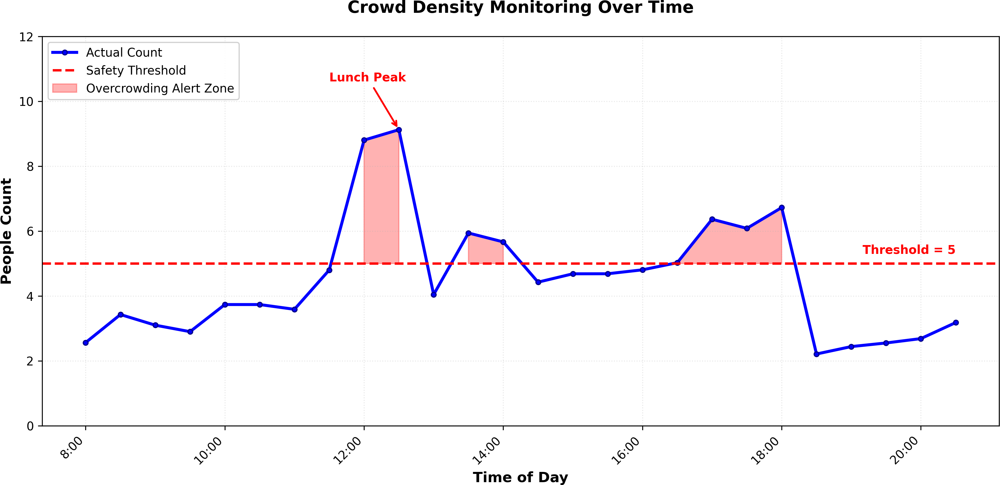 Crowd Density Monitoring Over Time
12
10
8
6
4
2
0
People Count
Actual Count
Safety Threshold
Overcrowding Alert Zone
Lunch Peak
Threshold = 5
8:00
10:00
12:00
14:00
16:00
18:00
20:00
Time of Day